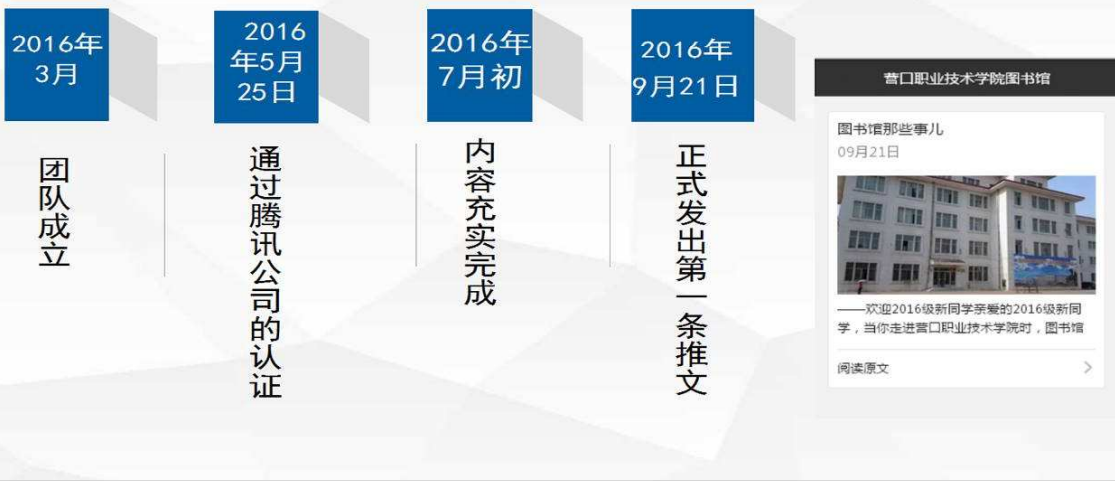 2016年
3月
团队成立
2016
年5月
25日
通过腾讯公司的认证
2016年
7月初
内容充实完成
2016年
9月21日
正式发出第一条推文
营口职业技术学院图书馆
图书馆那些事儿
09月21日
——欢迎2016级新同学亲爱的2016级新同
学，当你走进营口职业技术学院时，图书馆
阅读原文